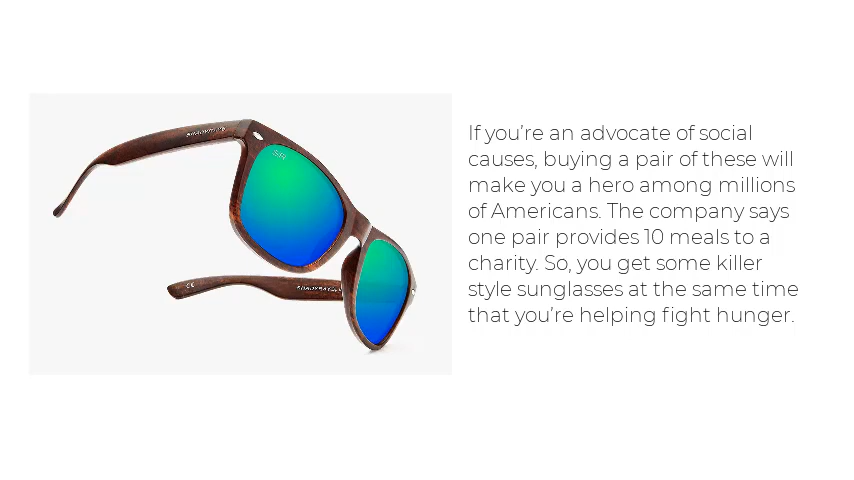 If you’re an advocate of social
causes, buying a pair of these will
make you a hero among millions
of Americans. The company says
one pair provides 10 meals to a
charity. So, you get some killer
style sunglasses at the same time
that you’re helping fight hunger.